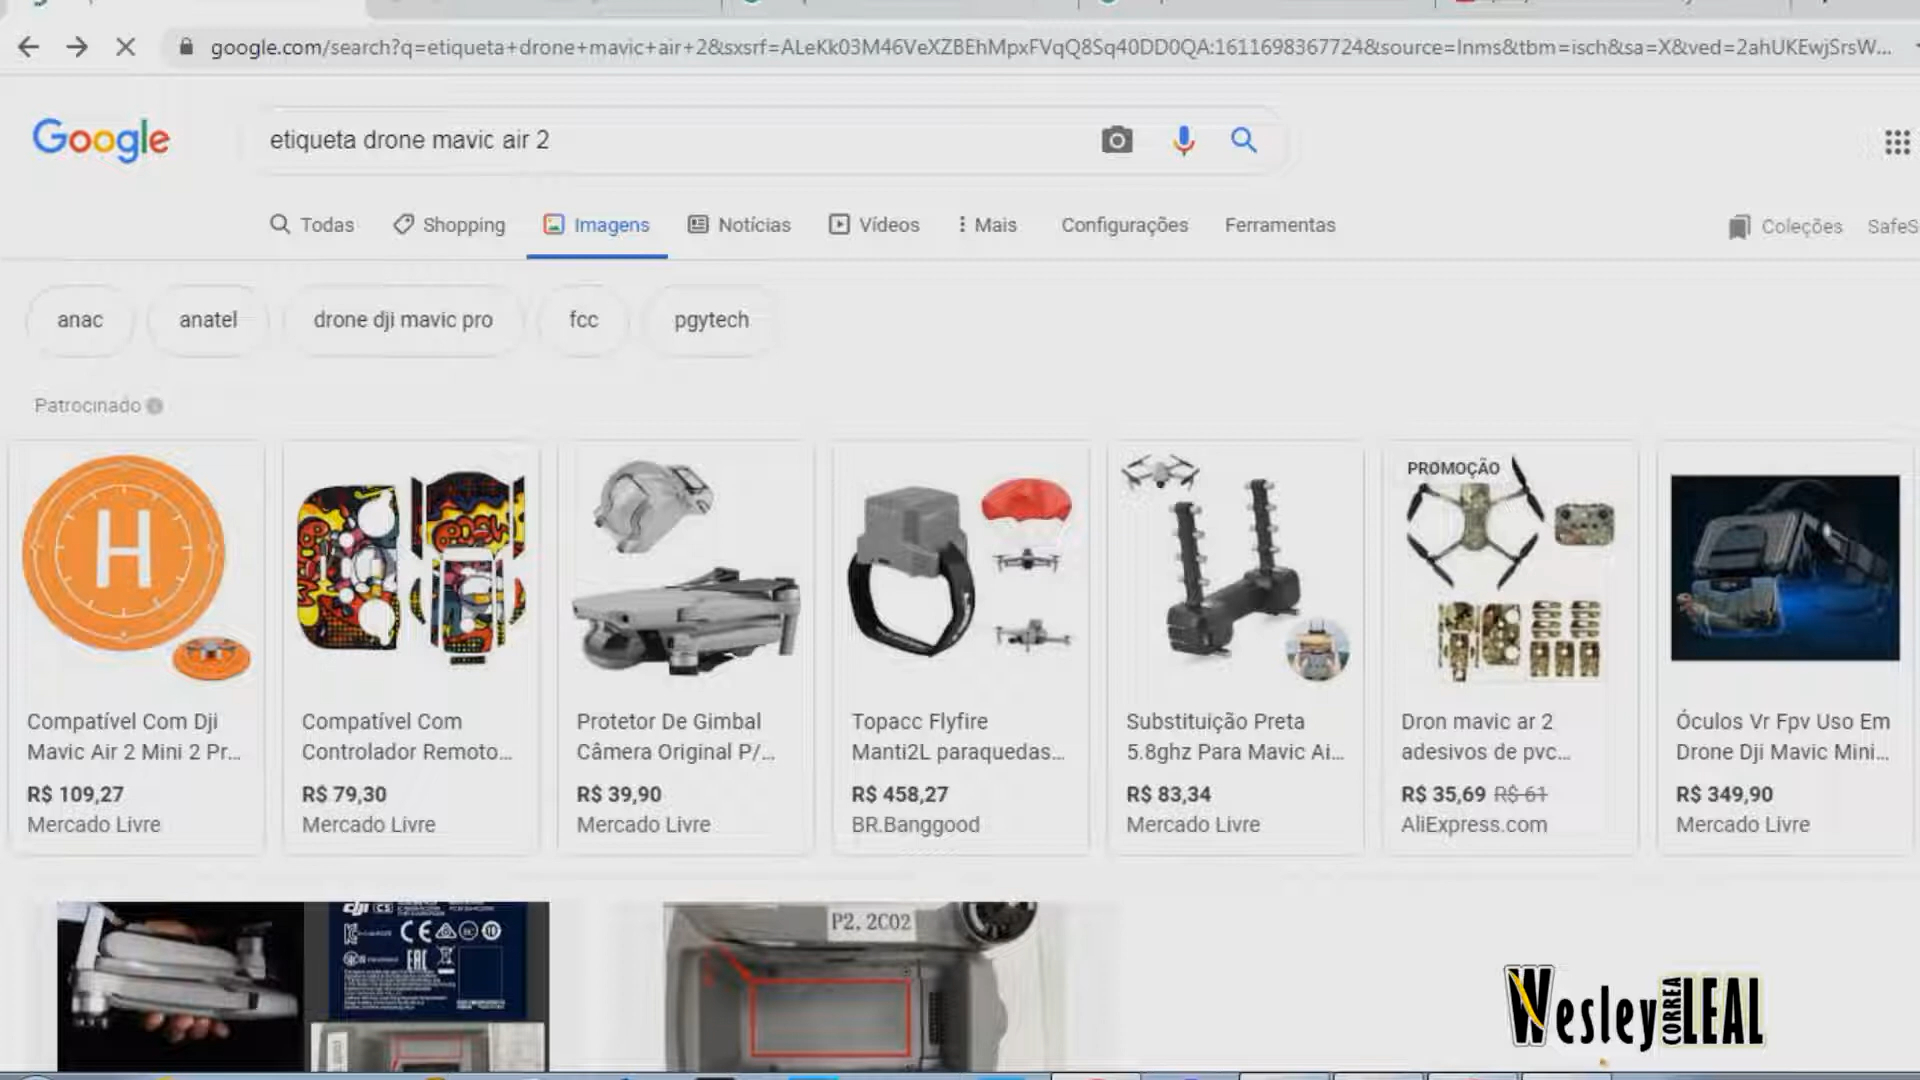 google.com/search?q=etiqueta+drone+mavic+air+2&sxsrf=ALeKk03M46VeXZBEhMpxFVqQ8Sq40DD0QA:1611698367724&source=lnms&tbm=isch&sa=X&ved=2ahUKEwjSrsW...
Google
etiqueta drone mavic air 2
Todas Shopping Imagens Notícias Vídeos Mais Configurações Ferramentas Coleções SafeS
anac anatel drone dji mavic pro fcc pgytech
Patrocinado
H
PROMOÇÃO
Compatível Com Dji
Mavic Air 2 Mini 2 Pr...
R$ 109,27
Mercado Livre
Compatível Com
Controlador Remoto...
R$ 79,30
Mercado Livre
Protetor De Gimbal
Câmera Original P/...
R$ 39,90
Mercado Livre
Topacc Flyfire
Manti2L paraquedas...
R$ 458,27
BR.Banggood
Substituição Preta
5.8ghz Para Mavic Ai...
R$ 83,34
Mercado Livre
Dron mavic ar 2
adesivos de pvc...
R$ 35,69 R$ 61
AliExpress.com
Óculos Vr Fpv Uso Em
Drone Dji Mavic Mini...
R$ 349,90
Mercado Livre
dji
CE
EAC
P2, 2C02
Wesley CORREA LEAL